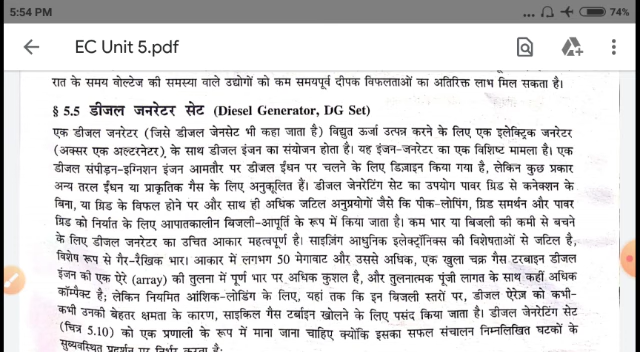 5:54 PM
... 74%
EC Unit 5.pdf
रात के समय वोल्टेज की समस्या वाले उद्योगों को कम समयपूर्व दीपक विफलताओं का अतिरिक्त लाभ मिल सकता है।
§ 5.5 डीजल जनरेटर सेट (Diesel Generator, DG Set)
एक डीजल जनरेटर (जिसे डीजल जेनसेट भी कहा जाता है) विद्युत ऊर्जा उत्पन्न करने के लिए एक इलेक्ट्रिक जनरेटर
(अक्सर एक अल्टरनेटर) के साथ डीजल इंजन का संयोजन होता है। यह इंजन-जनरेटर का एक विशिष्ट मामला है। एक
डीजल संपीड़न-इग्निशन इंजन आमतौर पर डीजल ईंधन पर चलने के लिए डिज़ाइन किया गया है, लेकिन कुछ प्रकार
अन्य तरल ईंधन या प्राकृतिक गैस के लिए अनुकूलित हैं। डीजल जेनरेटिंग सेट का उपयोग पावर ग्रिड से कनेक्शन के
बिना, या ग्रिड के विफल होने पर और साथ ही अधिक जटिल अनुप्रयोगों जैसे कि पीक-लोपिंग, ग्रिड समर्थन और पावर
ग्रिड को निर्यात के लिए आपातकालीन बिजली-आपूर्ति के रूप में किया जाता है। कम भार या बिजली की कमी से बचने
के लिए डीजल जनरेटर का उचित आकार महत्वपूर्ण है। साइज़िंग आधुनिक इलेक्ट्रॉनिक्स की विशेषताओं से जटिल है,
विशेष रूप से गैर-रैखिक भार। आकार में लगभग 50 मेगावाट और उससे अधिक, एक खुला चक्र गैस टरबाइन डीजल
इंजन की एक ऐरे (array) की तुलना में पूर्ण भार पर अधिक कुशल है, और तुलनात्मक पूंजी लागत के साथ कहीं अधिक
कॉम्पैक्ट है; लेकिन नियमित आंशिक-लोडिंग के लिए, यहां तक कि इन बिजली स्तरों पर, डीजल ऐरेज़ को कभी-
कभी उनकी बेहतर क्षमता के कारण, साइकिल गैस टर्बाइन खोलने के लिए पसंद किया जाता है। डीजल जेनरेटिंग सेट
(चित्र 5.10) को एक प्रणाली के रूप में माना जाना चाहिए क्योंकि इसका सफल संचालन निम्नलिखित घटकों के
सुव्यवस्थित प्रदर्शन पर निर्भर करता है: